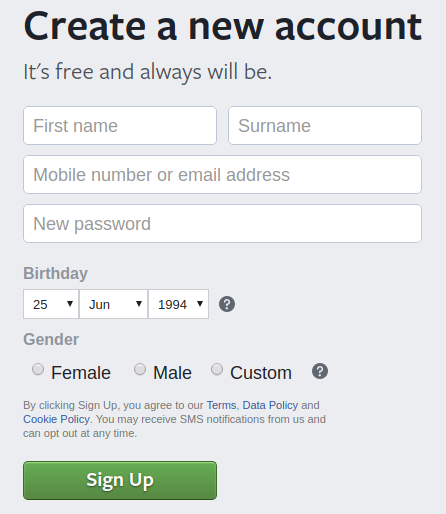 Create a new account
It's free and always will be.
First name Surname
Mobile number or email address
New password
Birthday
25 Jun 1994 ?
Gender
Female Male Custom ?
By clicking Sign Up, you agree to our Terms, Data Policy and
Cookie Policy. You may receive SMS notifications from us and
can opt out at any time.
Sign Up